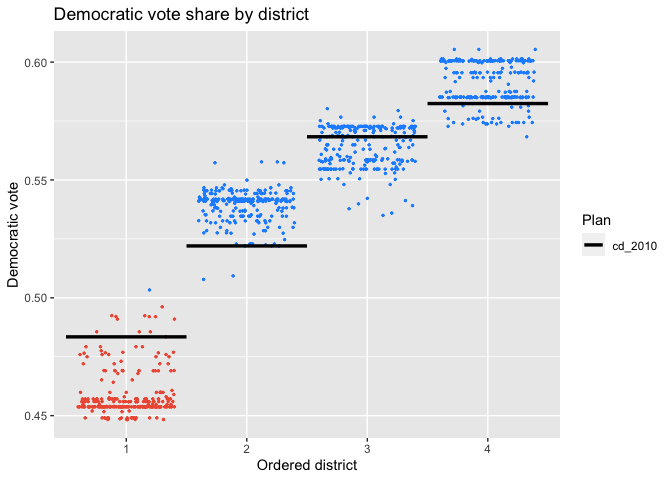 Democratic vote share by district
0.60
0.55
0.50
0.45
Democratic vote
1 2 3 4
Ordered district
Plan
cd_2010